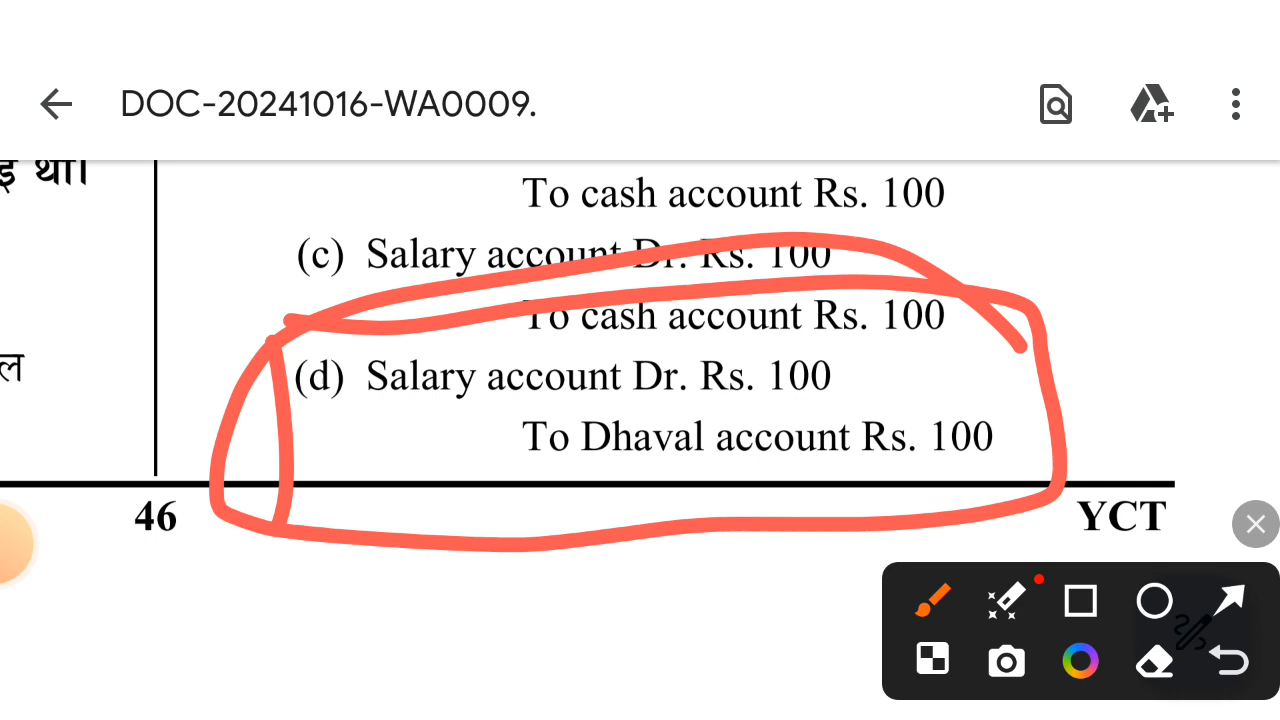 DOC-20241016-WA0009.
थी।
To cash account Rs. 100
(c) Salary account Dr. Rs. 100
To cash account Rs. 100
ल
(d) Salary account Dr. Rs. 100
To Dhaval account Rs. 100
46
YCT